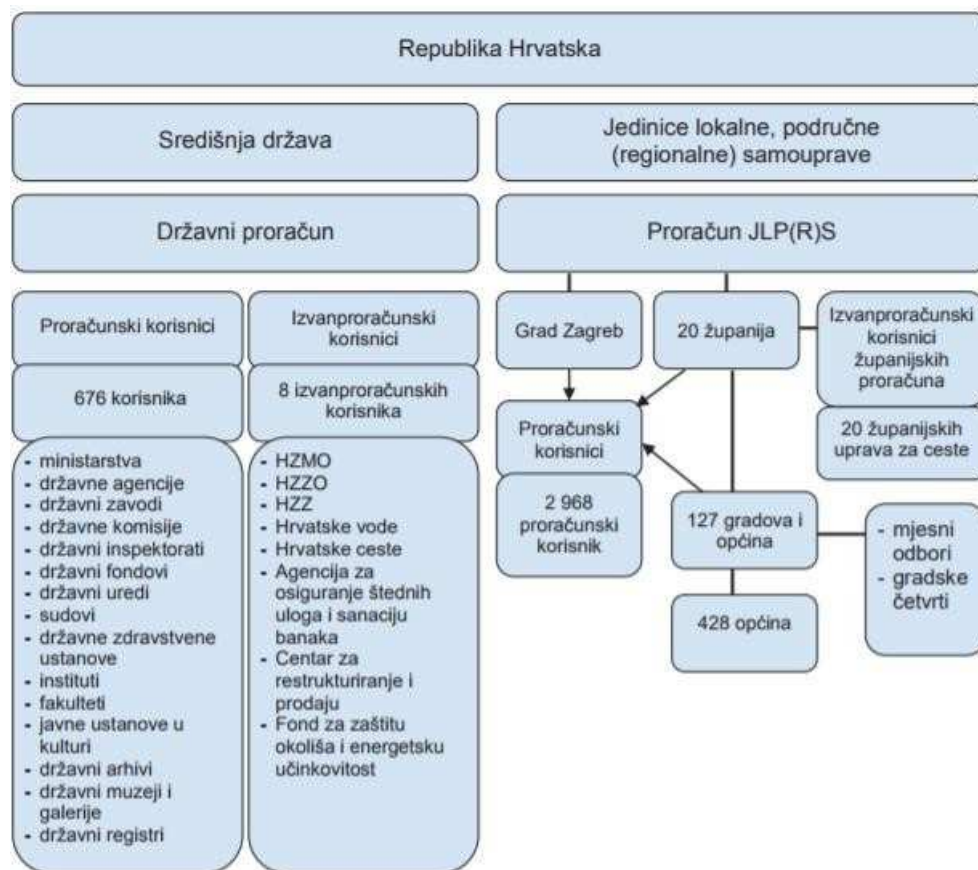 Republika Hrvatska
Središnja država
Jedinice lokalne, područne
(regionalne) samouprave
Državni proračun
Proračun JLP(R)S
Proračunski korisnici
Izvanproračunski
korisnici
676 korisnika
8 izvanproračunskih
korisnika
- ministarstva
- državne agencije
- državni zavodi
- državne komisije
- državni inspektorati
- državni fondovi
- državni uredi
- sudovi
- državne zdravstvene
ustanove
- instituti
- fakulteti
- javne ustanove u
kulturi
- državni arhivi
- državni muzeji i
galerije
- državni registri
- HZMO
- HZZO
- HZZ
- Hrvatske vode
- Hrvatske ceste
- Agencija za
osiguranje štednih
uloga i sanaciju
banaka
- Centar za
restrukturiranje i
prodaju
- Fond za zaštitu
okoliša i energetsku
učinkovitost
Grad Zagreb
20 županija
Izvanproračunski
korisnici
županijskih
proračuna
20 županijskih
uprava za ceste
Proračunski
korisnici
2 968
proračunski
korisnik
127 gradova i
općina
- mjesni
odbori
- gradske
četvrti
428 općina